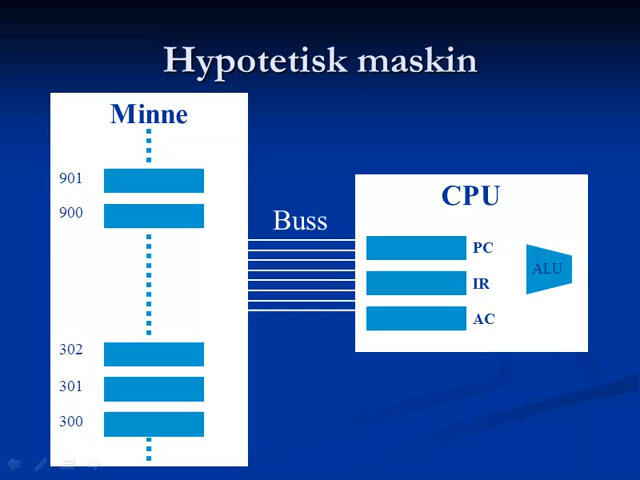 Hypotetisk maskin
Minne
901
900
302
301
300
Buss
CPU
PC
IR
AC
ALU